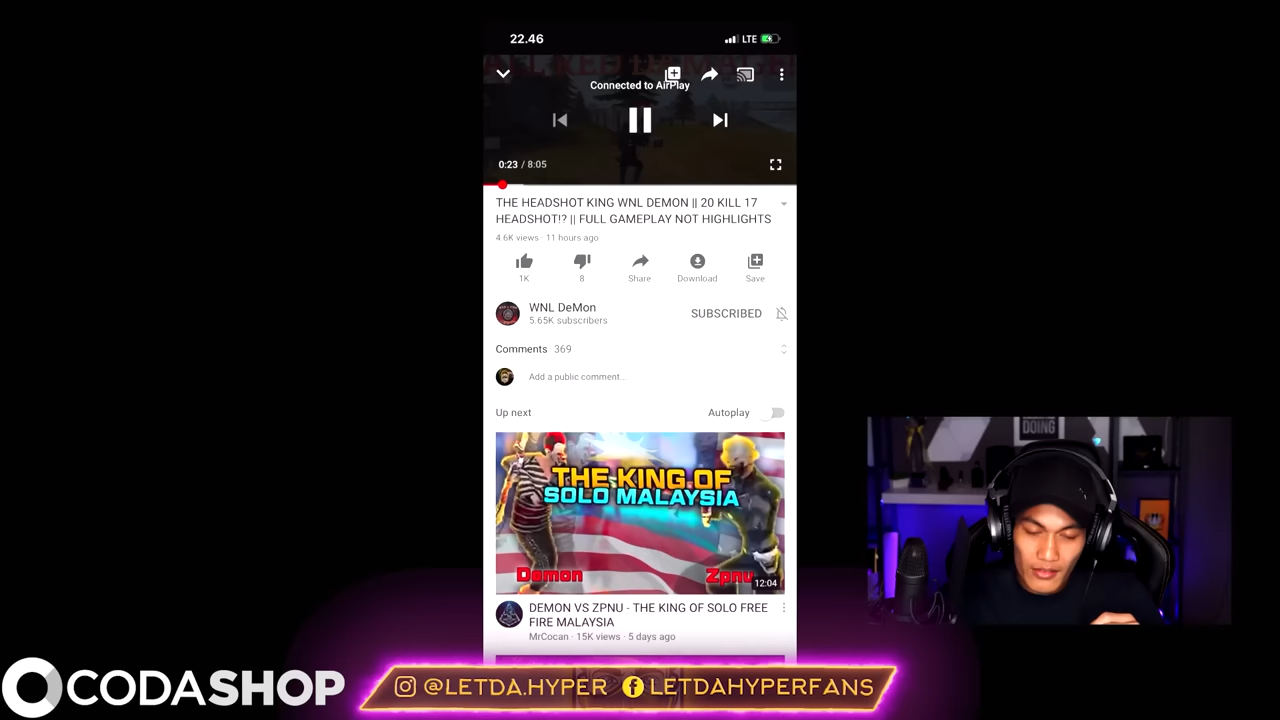 22.46
LTE
Connected to AirPlay
0:23 / 8:05
THE HEADSHOT KING WNL DEMON || 20 KILL 17
HEADSHOT!? || FULL GAMEPLAY NOT HIGHLIGHTS
4.6K views · 11 hours ago
1K
8
Share
Download
Save
WNL DeMon
5.65K subscribers
SUBSCRIBED
Comments 369
Add a public comment...
Up next
Autoplay
THE KING OF
SOLO MALAYSIA
Demon
Zpnu
12:04
DEMON VS ZPNU - THE KING OF SOLO FREE
FIRE MALAYSIA
MrCocan · 15K views · 5 days ago
DOING
CODASHOP
@LETDA.HYPER
LETDAHYPERFANS